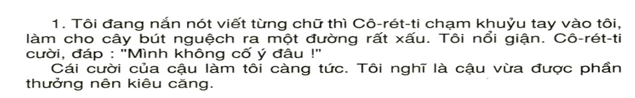 1. Tôi đang nắn nót viết từng chữ thì Cô-rét-ti chạm khuỷu tay vào tôi,
làm cho cây bút nguệch ra một đường rất xấu. Tôi nổi giận. Cô-rét-ti
cười, đáp : "Mình không cố ý đâu !"
Cái cười của cậu làm tôi càng tức. Tôi nghĩ là cậu vừa được phần
thưởng nên kiêu căng.